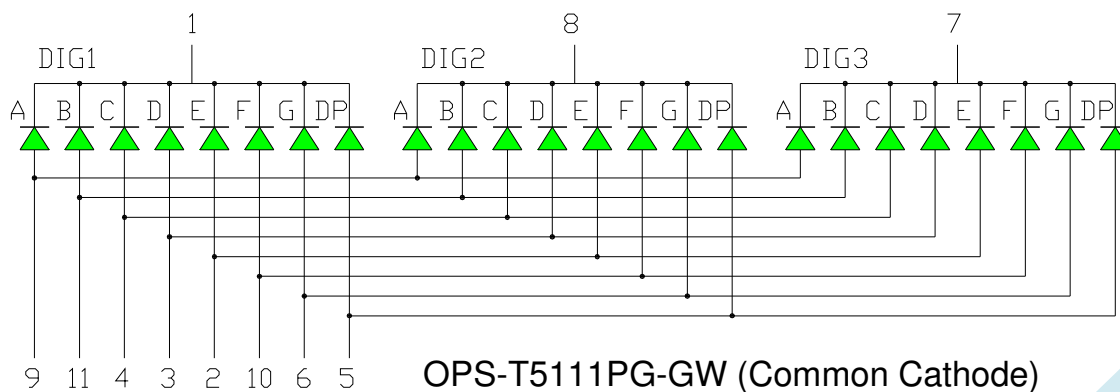 1 8 7
DIG1 DIG2 DIG3
A B C D E F G DP A B C D E F G DP A B C D E F G DP
9 11 4 3 2 10 6 5
OPS-T5111PG-GW (Common Cathode)